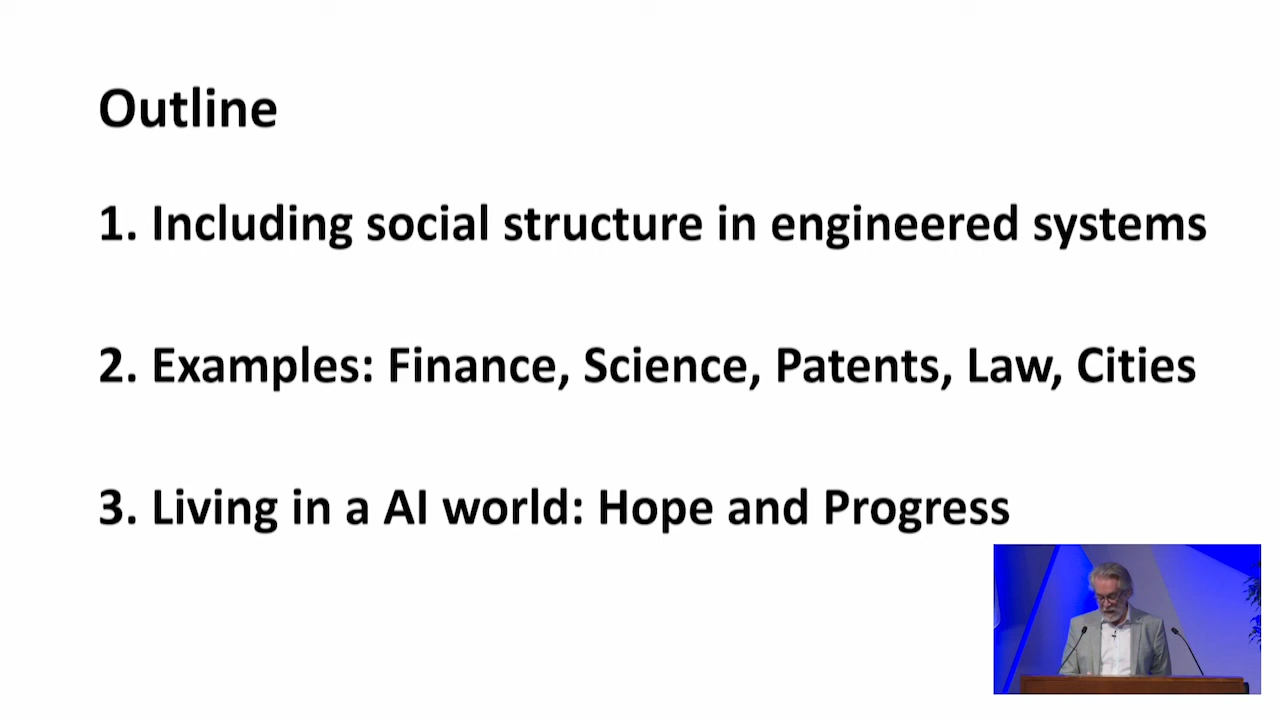 Outline
1. Including social structure in engineered systems
2. Examples: Finance, Science, Patents, Law, Cities
3. Living in a AI world: Hope and Progress